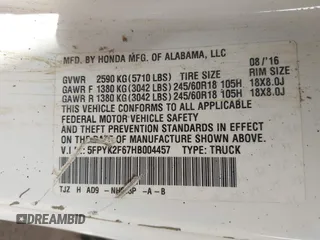 MFD. BY HONDA MFG. OF ALABAMA, LLC
08/'16
GVWR 2590 KG (5710 LBS) TIRE SIZE RIM SIZE
GAWR F 1380 KG (3042 LBS) 245/60R18 105H 18X8.0J
GAWR R 1380 KG (3042 LBS) 245/60R18 105H 18X8.0J
THIS VEHICLE CONFORMS TO ALL APPLICABLE
FEDERAL MOTOR VEHICLE SAFETY
AND THEFT PREVENTION STANDARDS IN EFFECT
ON THE DATE OF MANUFACTURE SHOWN ABOVE.
5FPYK2F67HB004457 TYPE: TRUCK
TJZ H AD9 -A-B
AUTOBIDMASTER